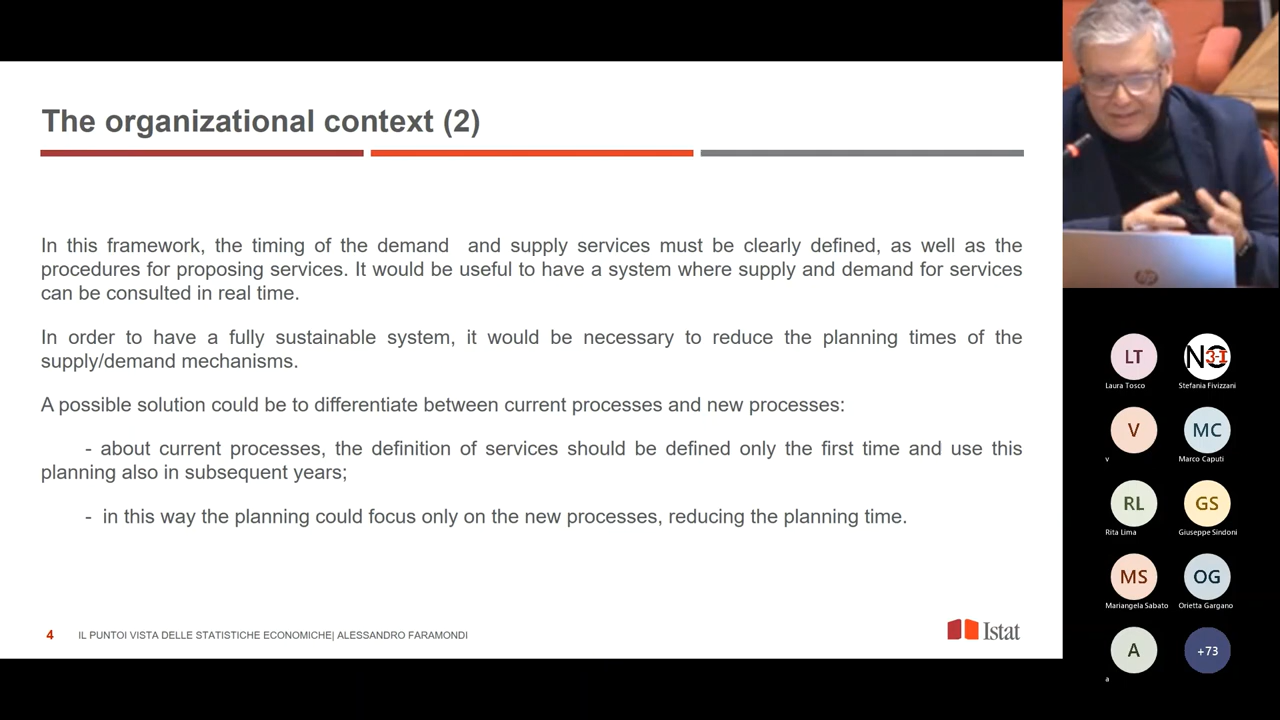 The organizational context (2)
In this framework, the timing of the demand and supply services must be clearly defined, as well as the
procedures for proposing services. It would be useful to have a system where supply and demand for services
can be consulted in real time.
In order to have a fully sustainable system, it would be necessary to reduce the planning times of the
supply/demand mechanisms.
A possible solution could be to differentiate between current processes and new processes:
- about current processes, the definition of services should be defined only the first time and use this
planning also in subsequent years;
- in this way the planning could focus only on the new processes, reducing the planning time.
4 IL PUNTOI VISTA DELLE STATISTICHE ECONOMICHE| ALESSANDRO FARAMONDI
Istat
hp
LT
Laura Tosco
N3-I
Stefania Fivizzani
V
v
MC
Marco Caputi
RL
Rita Lima
GS
Giuseppe Sindoni
MS
Mariangela Sabato
OG
Orietta Gargano
A
a
+73